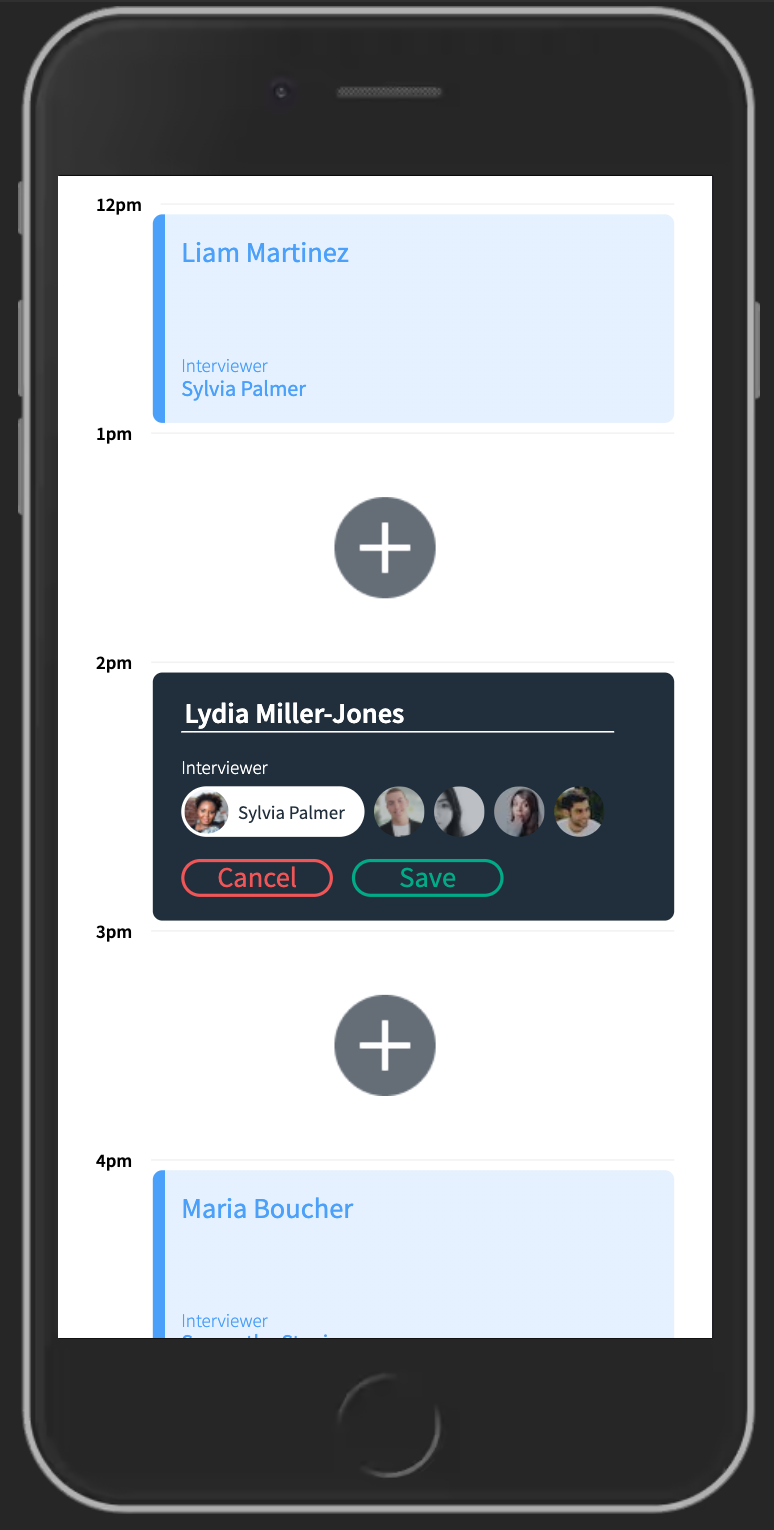 12pm
Liam Martinez
Interviewer
Sylvia Palmer
1pm
2pm
Lydia Miller-Jones
Interviewer
Sylvia Palmer
Cancel
Save
3pm
4pm
Maria Boucher
Interviewer